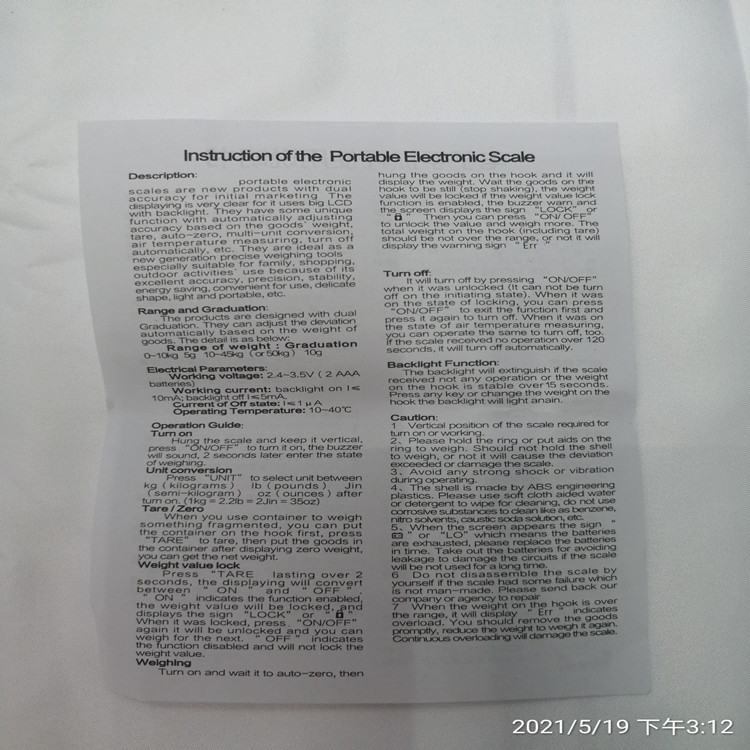 Instruction of the Portable Electronic Scale
Description:
portable electronic
scales are new products with dual
accuracy for initial marketing The
displaying is very clear for it uses big LCD
with backlight. They have some unique
function with automatically adjusting
accuracy based on the goods' weight,
tare, auto-zero, multi-unit conversion,
air temperature measuring, turn off
automatically, etc. They are ideal as a
new generation precise weighing tools
especially suitable for family, shopping,
outdoor activities' use because of its
excellent accuracy, precision, stability,
energy saving, convenient for use, delicate
shape, light and portable, etc.
Range and Graduation:
The products are designed with dual
Graduation. They can adjust the deviation
automatically based on the weight of
goods. The detail is as below:
Range of weight : Graduation
0-10kg 5g 10-45kg (or 50kg) 10g
Electrical Parameters:
Working voltage: 2.4~3.5V ( 2 AAA
batteries)
Working current: backlight on I≤
10mA; backlight off I≤5mA.
Current of Off state: I≤1μA
Operating Temperature: 10~40℃
Operation Guide:
Turn on
Hung the scale and keep it vertical,
press "ON/OFF" to turn it on, the buzzer
will sound, 2 seconds later enter the state
of weighing.
Unit conversion
Press "UNIT" to select unit between
kg ( kilograms ) lb ( pounds ) Jin
( semi-kilogram ) oz ( ounces ) after
turn on. (1kg = 2.2lb = 2Jin = 35oz)
Tare / Zero
When you use container to weigh
something fragmented, you can put
the container on the hook first, press
"TARE" to tare, then put the goods in
the container after displaying zero weight,
you can get the net weight.
Weight value lock
Press "TARE lasting over 2
seconds, the displaying will convert
between " ON " and " OFF " .
" ON " indicates the function enabled,
the weight value will be locked, and
displays the sign "LOCK" or " 🔒 " .
When it was locked, press "ON/OFF"
again it will be unlocked and you can
weigh for the next. " OFF " indicates
the function disabled and will not lock the
weight value.
Weighing
Turn on and wait it to auto-zero, then
hung the goods on the hook and it will
display the weight. Wait the goods on the
hook to be still (stop shaking), the weight
value will be locked if the weight value lock
function is enabled, the buzzer warn and
the screen displays the sign "LOCK" or
" 🔒 " Then you can press "ON/OFF"
to unlock the value and weigh more. The
total weight on the hook (including tare)
should be not over the range, or not it will
display the warning sign "Err "
Turn off:
It will turn off by pressing "ON/OFF"
when it was unlocked (It can not be turn
off on the initiating state). When it was
on the state of locking, you can press
"ON/OFF" to exit the function first and
press it again to turn off. When it was on
the state of air temperature measuring,
you can operate the same to turn off, too.
If the scale received no operation over 120
seconds, it will turn off automatically.
Backlight Function:
The backlight will extinguish if the scale
received not any operation or the weight
on the hook is stable over 15 seconds.
Press any key or change the weight on the
hook the backlight will light anain.
Caution:
1 Vertical position of the scale required for
turn on or working.
2、Please hold the ring or put aids on the
ring to weigh. Should not hold the shell
to weigh, or not it will cause the deviation
exceeded or damage the scale.
3、Avoid any strong shock or vibration
during operating.
4、The shell is made by ABS engineering
plastics. Please use soft cloth aided water
or detergent to wipe for cleaning, do not use
corrosive substances to clean like as benzene,
nitro solvents, caustic soda solution, etc.
5、When the screen appears the sign "
" or "LO" which means the batteries
are exhausted, please replace the batteries
in time. Take out the batteries for avoiding
leakage to damage the circuits if the scale
will be not used for a long time.
6 Do not disassemble the scale by
yourself if the scale had some failure which
is not man-made. Please send back our
company or agency to repair
7 When the weight on the hook is over
the range, it will display "Err" indicates
overload. You should remove the goods
promptly, reduce the weight to weigh it again.
Continuous overloading will damage the scale.
2021/5/19 下午3:12